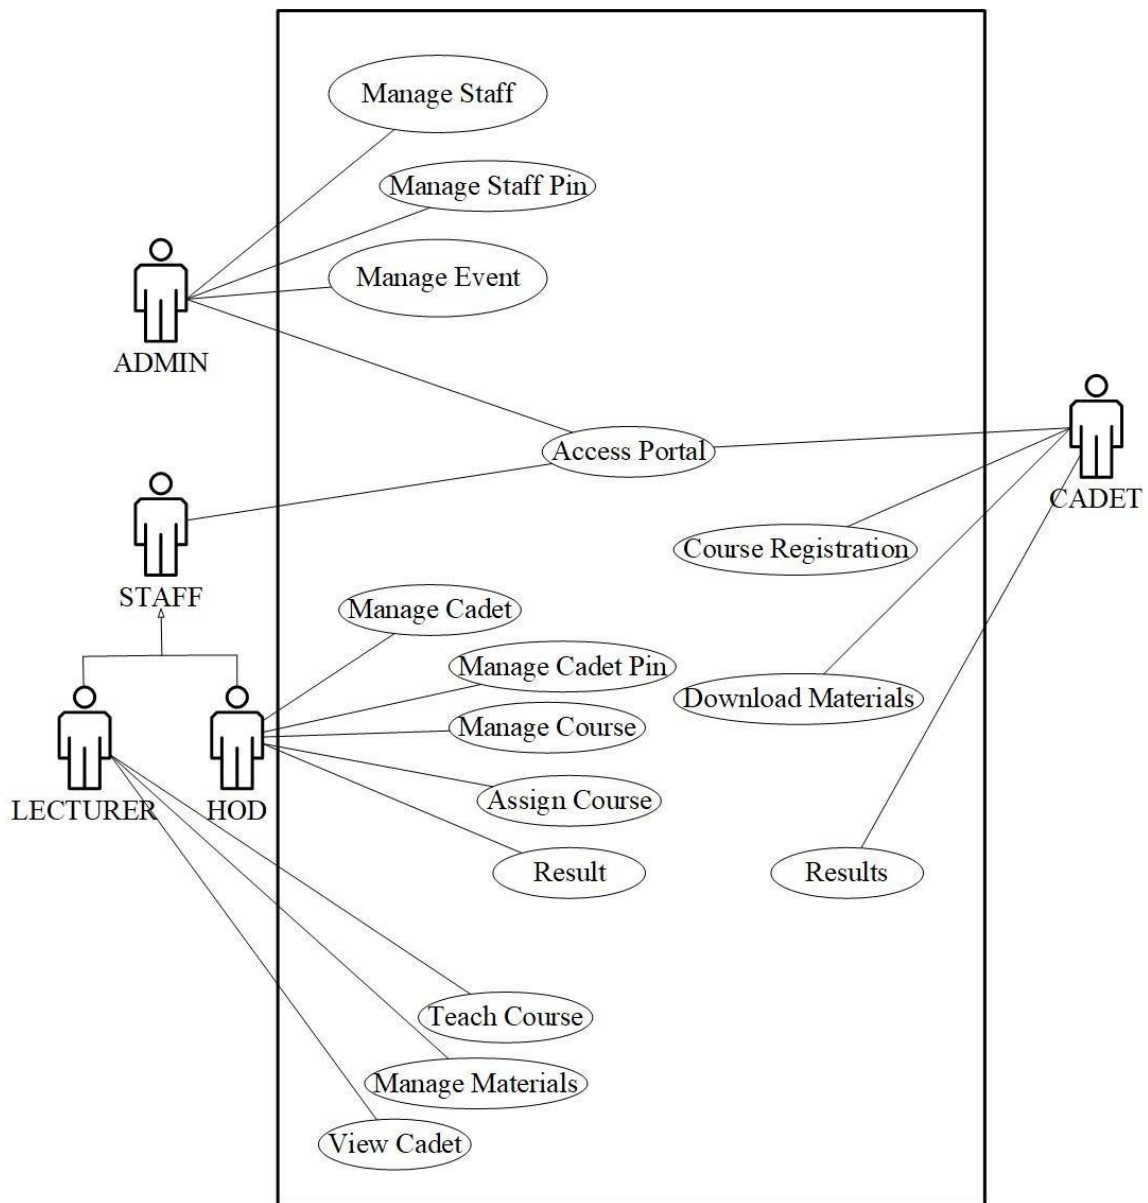 Manage Staff
Manage Staff Pin
Manage Event
ADMIN
Access Portal
CADET
Course Registration
STAFF
Manage Cadet
Manage Cadet Pin
Download Materials
Manage Course
Assign Course
LECTURER
HOD
Result
Results
Teach Course
Manage Materials
View Cadet